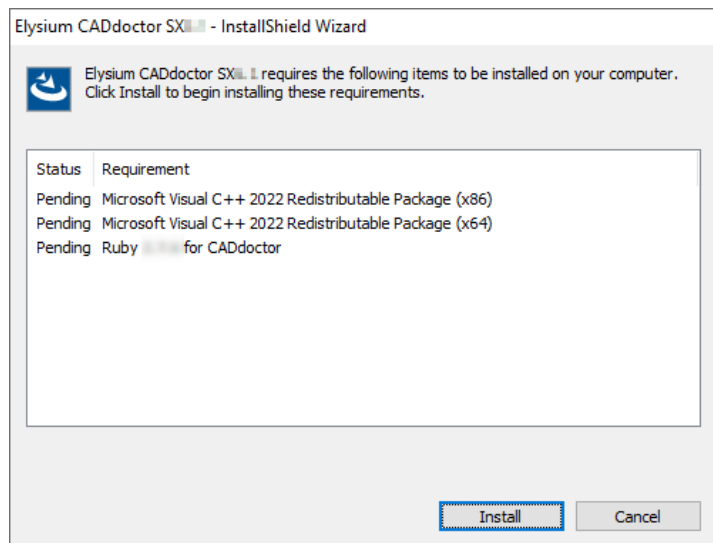 Elysium CADdoctor SX - InstallShield Wizard
Elysium CADdoctor SX requires the following items to be installed on your computer.
Click Install to begin installing these requirements.
Status Requirement
Pending Microsoft Visual C++ 2022 Redistributable Package (x86)
Pending Microsoft Visual C++ 2022 Redistributable Package (x64)
Pending Ruby for CADdoctor
Install Cancel